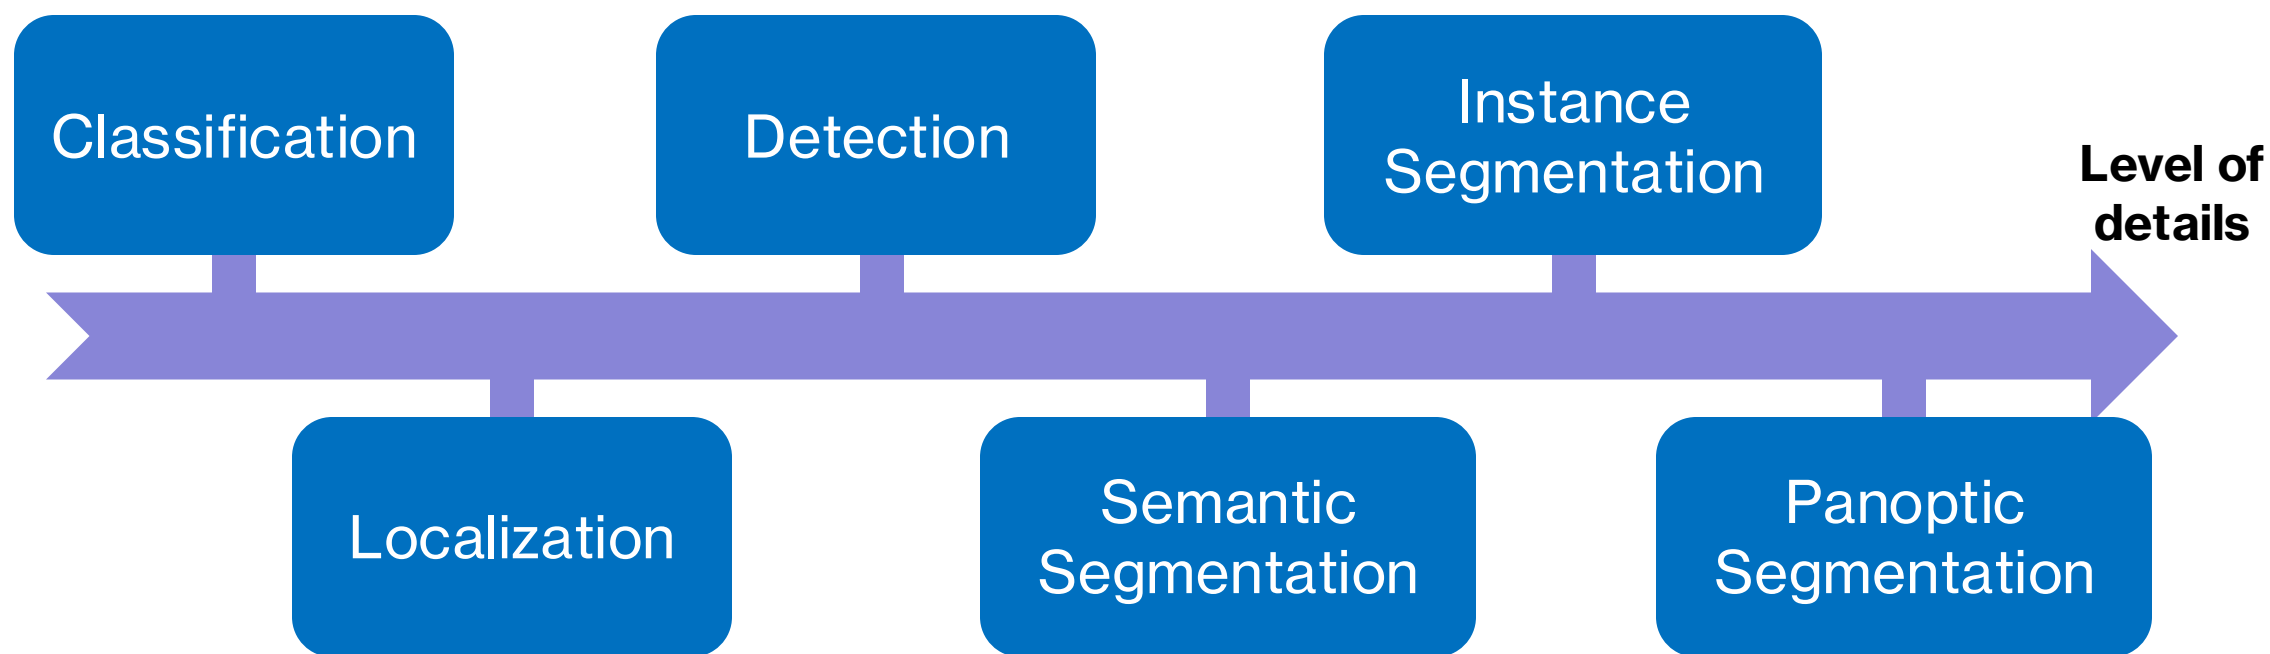 Classification
Detection
Instance
Segmentation
Level of
details
Localization
Semantic
Segmentation
Panoptic
Segmentation